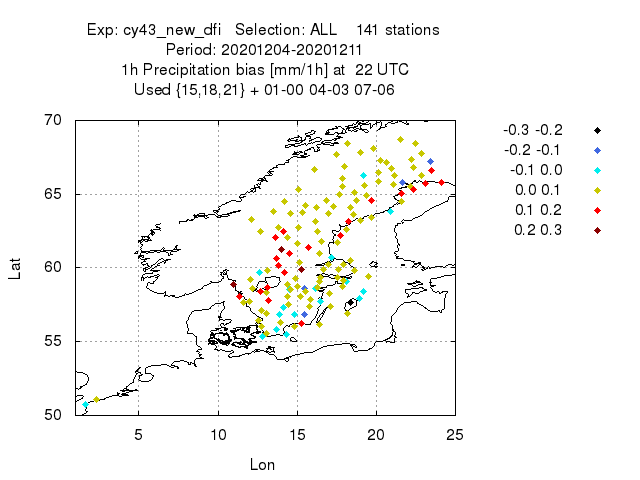 Exp: cy43_new_dfi   Selection: ALL    141 stations
Period: 20201204-20201211
1h Precipitation bias [mm/1h] at  22 UTC
Used {15,18,21} + 01-00 04-03 07-06
70
65
60
55
50
Lat
5 10 15 20 25
Lon
-0.3 -0.2
-0.2 -0.1
-0.1 0.0
0.0 0.1
0.1 0.2
0.2 0.3